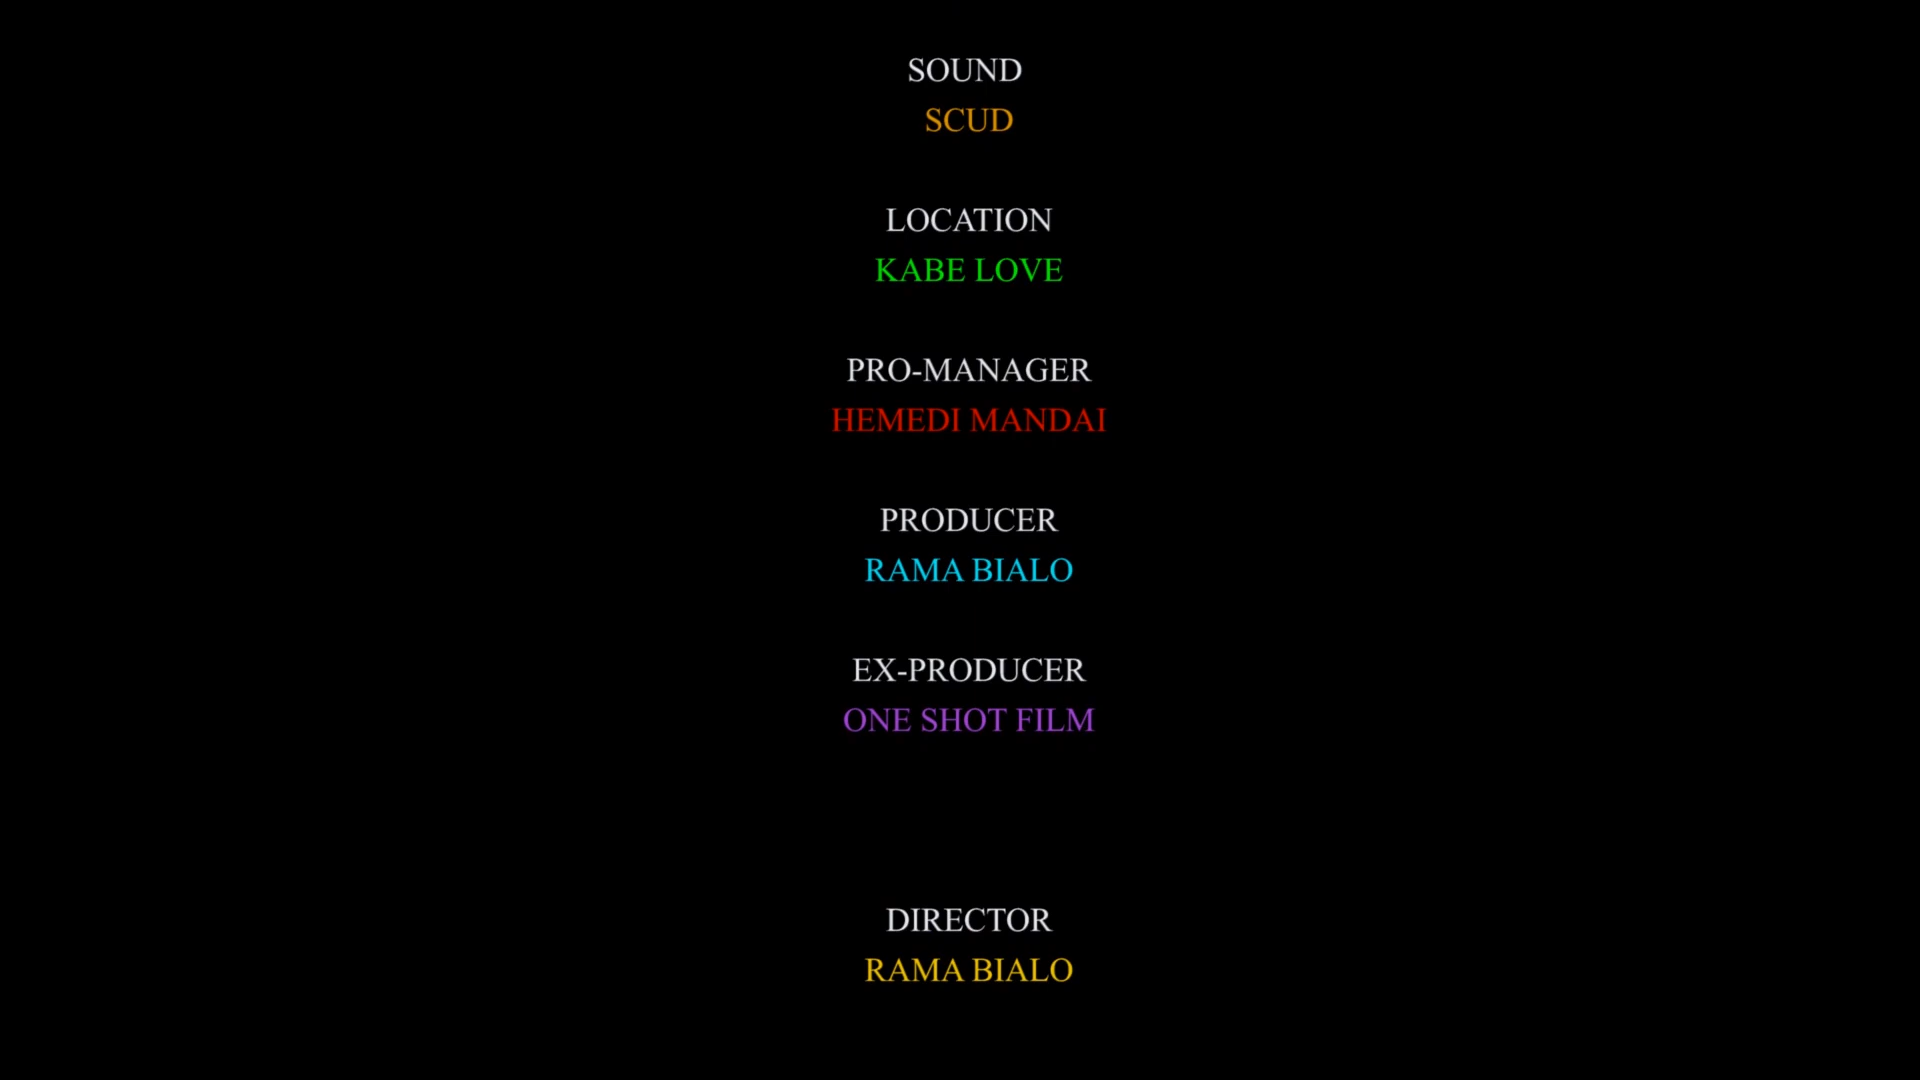 SOUND
SCUD
LOCATION
KABE LOVE
PRO-MANAGER
HEMEDI MANDAI
PRODUCER
RAMA BIALO
EX-PRODUCER
ONE SHOT FILM
DIRECTOR
RAMA BIALO